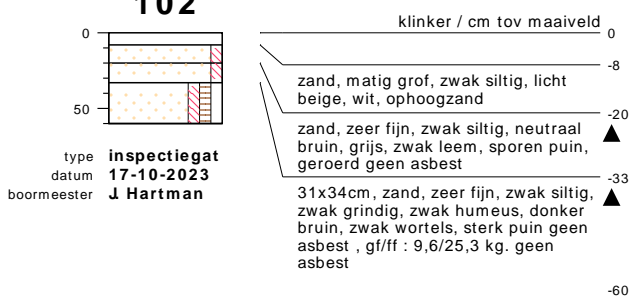 102
klinker / cm tov maaiveld
0
0
-8
zand, matig grof, zwak siltig, licht
beige, wit, ophoogzand
-20
zand, zeer fijn, zwak siltig, neutraal
bruin, grijs, zwak leem, sporen puin,
geroerd geen asbest
50
-33
31x34cm, zand, zeer fijn, zwak siltig,
zwak grindig, zwak humeus, donker
bruin, zwak wortels, sterk puin geen
asbest , gf/ff : 9,6/25,3 kg. geen
asbest
-60
type inspectiegat
datum 17-10-2023
boormeester J. Hartman